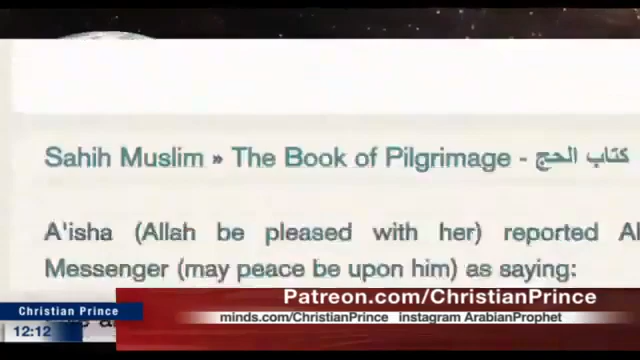 Sahih Muslim » The Book of Pilgrimage - كتاب الحج
A'isha (Allah be pleased with her) reported Al
Messenger (may peace be upon him) as saying:
Patreon.com/ChristianPrince
Christian Prince
minds.com/ChristianPrince instagram ArabianProphet
12:12